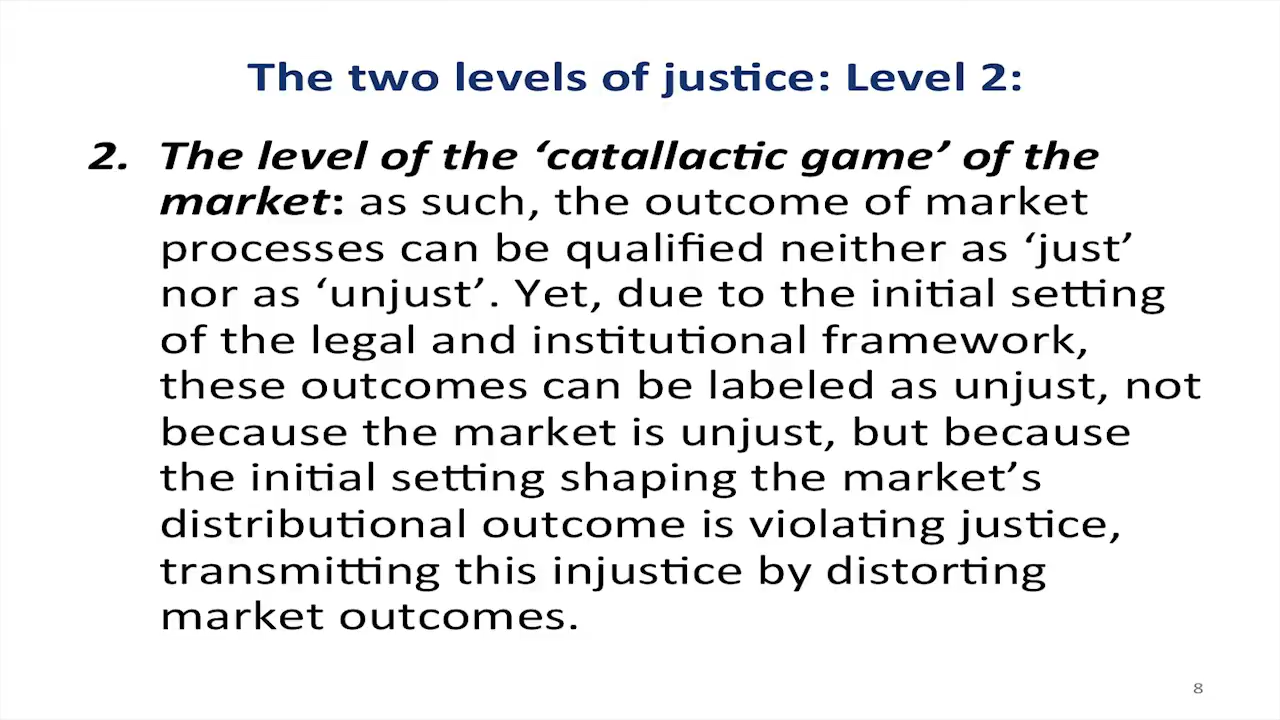 The two levels of justice: Level 2:
2. The level of the ‘catallactic game’ of the
market: as such, the outcome of market
processes can be qualified neither as ‘just’
nor as ‘unjust’. Yet, due to the initial setting
of the legal and institutional framework,
these outcomes can be labeled as unjust, not
because the market is unjust, but because
the initial setting shaping the market’s
distributional outcome is violating justice,
transmitting this injustice by distorting
market outcomes.
8